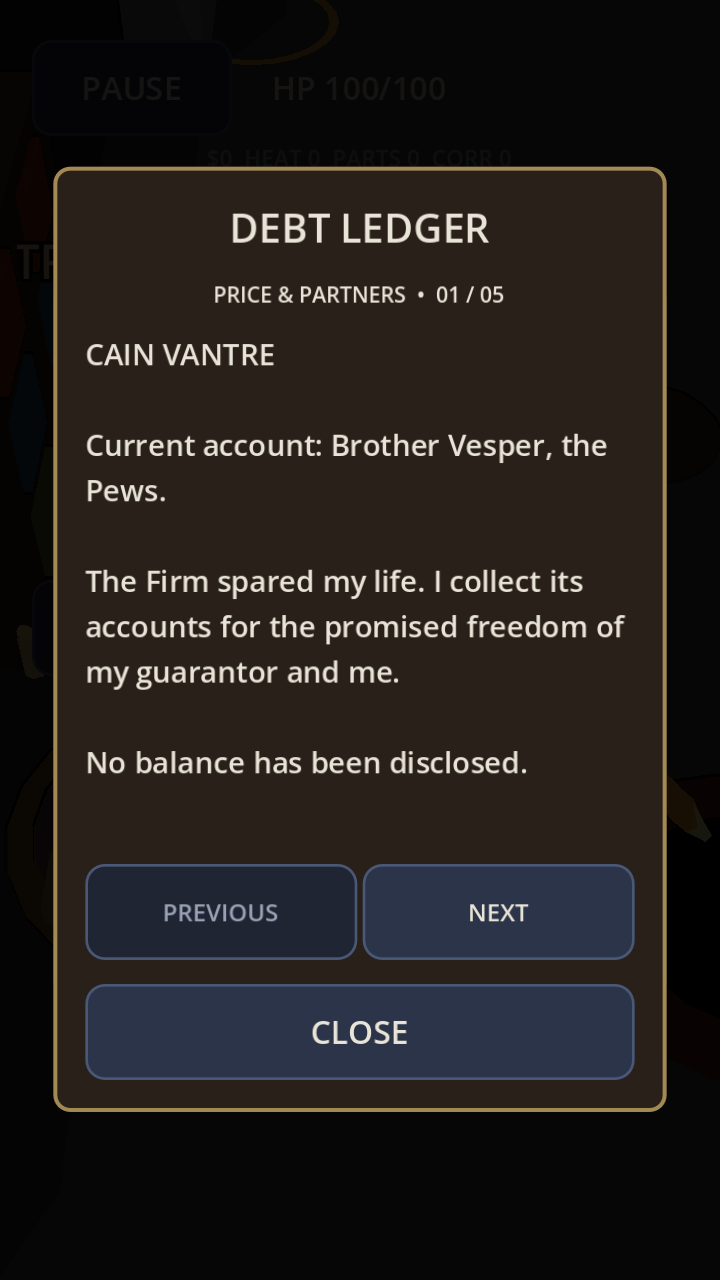 PAUSE
HP 100/100
$0 HEAT 0 PARTS 0 CORR 0
DEBT LEDGER
PRICE & PARTNERS • 01 / 05
CAIN VANTRE
Current account: Brother Vesper, the
Pews.
The Firm spared my life. I collect its
accounts for the promised freedom of
my guarantor and me.
No balance has been disclosed.
PREVIOUS
NEXT
CLOSE